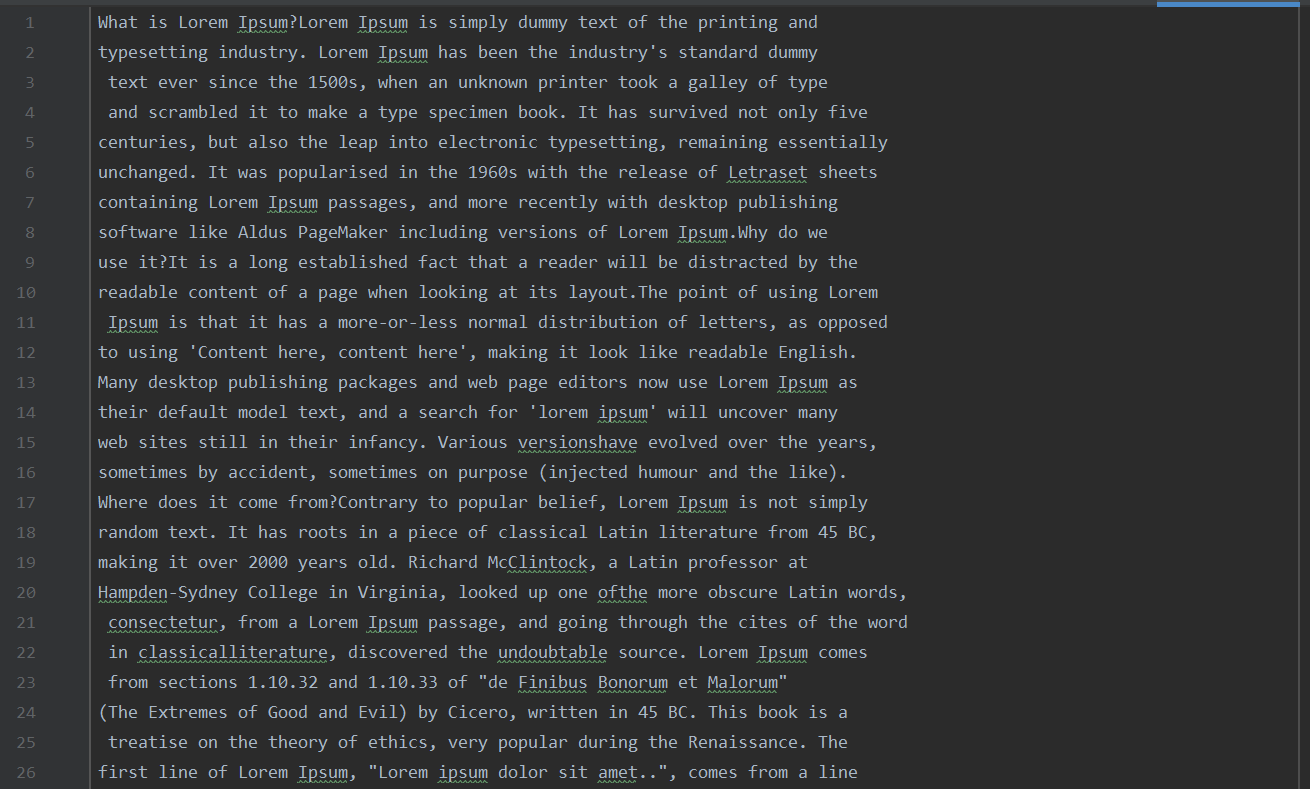 1 What is Lorem Ipsum?Lorem Ipsum is simply dummy text of the printing and
2 typesetting industry. Lorem Ipsum has been the industry's standard dummy
3  text ever since the 1500s, when an unknown printer took a galley of type
4  and scrambled it to make a type specimen book. It has survived not only five
5 centuries, but also the leap into electronic typesetting, remaining essentially
6 unchanged. It was popularised in the 1960s with the release of Letraset sheets
7 containing Lorem Ipsum passages, and more recently with desktop publishing
8 software like Aldus PageMaker including versions of Lorem Ipsum.Why do we
9 use it?It is a long established fact that a reader will be distracted by the
10 readable content of a page when looking at its layout.The point of using Lorem
11  Ipsum is that it has a more-or-less normal distribution of letters, as opposed
12 to using 'Content here, content here', making it look like readable English.
13 Many desktop publishing packages and web page editors now use Lorem Ipsum as
14 their default model text, and a search for 'lorem ipsum' will uncover many
15 web sites still in their infancy. Various versionshave evolved over the years,
16 sometimes by accident, sometimes on purpose (injected humour and the like).
17 Where does it come from?Contrary to popular belief, Lorem Ipsum is not simply
18 random text. It has roots in a piece of classical Latin literature from 45 BC,
19 making it over 2000 years old. Richard McClintock, a Latin professor at
20 Hampden-Sydney College in Virginia, looked up one ofthe more obscure Latin words,
21  consectetur, from a Lorem Ipsum passage, and going through the cites of the word
22  in classicalliterature, discovered the undoubtable source. Lorem Ipsum comes
23  from sections 1.10.32 and 1.10.33 of "de Finibus Bonorum et Malorum"
24 (The Extremes of Good and Evil) by Cicero, written in 45 BC. This book is a
25  treatise on the theory of ethics, very popular during the Renaissance. The
26 first line of Lorem Ipsum, "Lorem ipsum dolor sit amet..", comes from a line